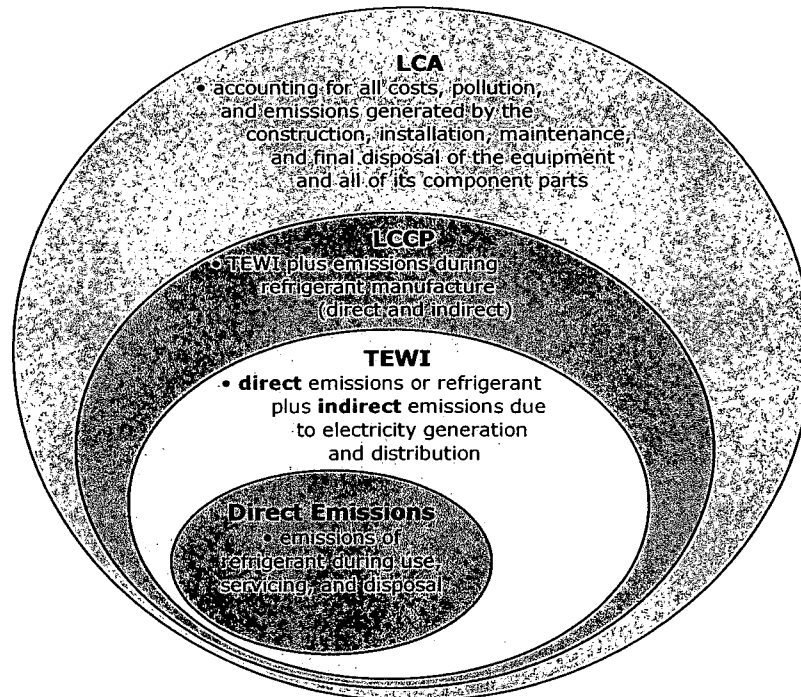 LCA
• accounting for all costs, pollution,
and emissions generated by the
construction, installation, maintenance,
and final disposal of the equipment
and all of its component parts
LCCP
• TEWI plus emissions during
refrigerant manufacture
(direct and indirect)
TEWI
• direct emissions or refrigerant
plus indirect emissions due
to electricity generation
and distribution
Direct Emissions
• emissions of
refrigerant during use,
servicing, and disposal